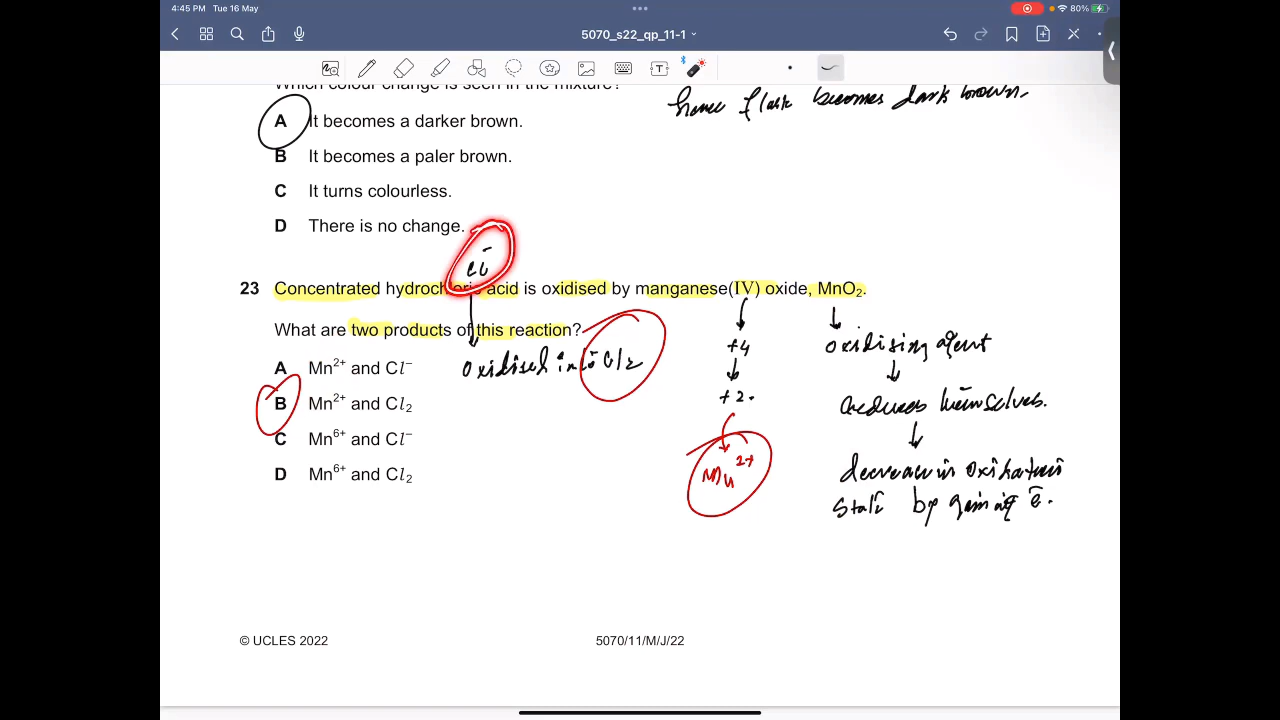 4:45 PM Tue 16 May
80%
5070_s22_qp_11-1
Which colour change is seen in the mixture?
hence flask becomes dark brown.
A It becomes a darker brown.
B It becomes a paler brown.
C It turns colourless.
D There is no change.
Cl⁻
23 Concentrated hydrochloric acid is oxidised by manganese(IV) oxide, MnO₂.
What are two products of this reaction?
+4
oxidising agent
A Mn²⁺ and Cl⁻
oxidised into Cl₂
+2.
reduces themselves.
B Mn²⁺ and Cl₂
C Mn⁶⁺ and Cl⁻
D Mn⁶⁺ and Cl₂
Mn²⁺
decrease in oxidation
state by gaining e⁻.
© UCLES 2022
5070/11/M/J/22